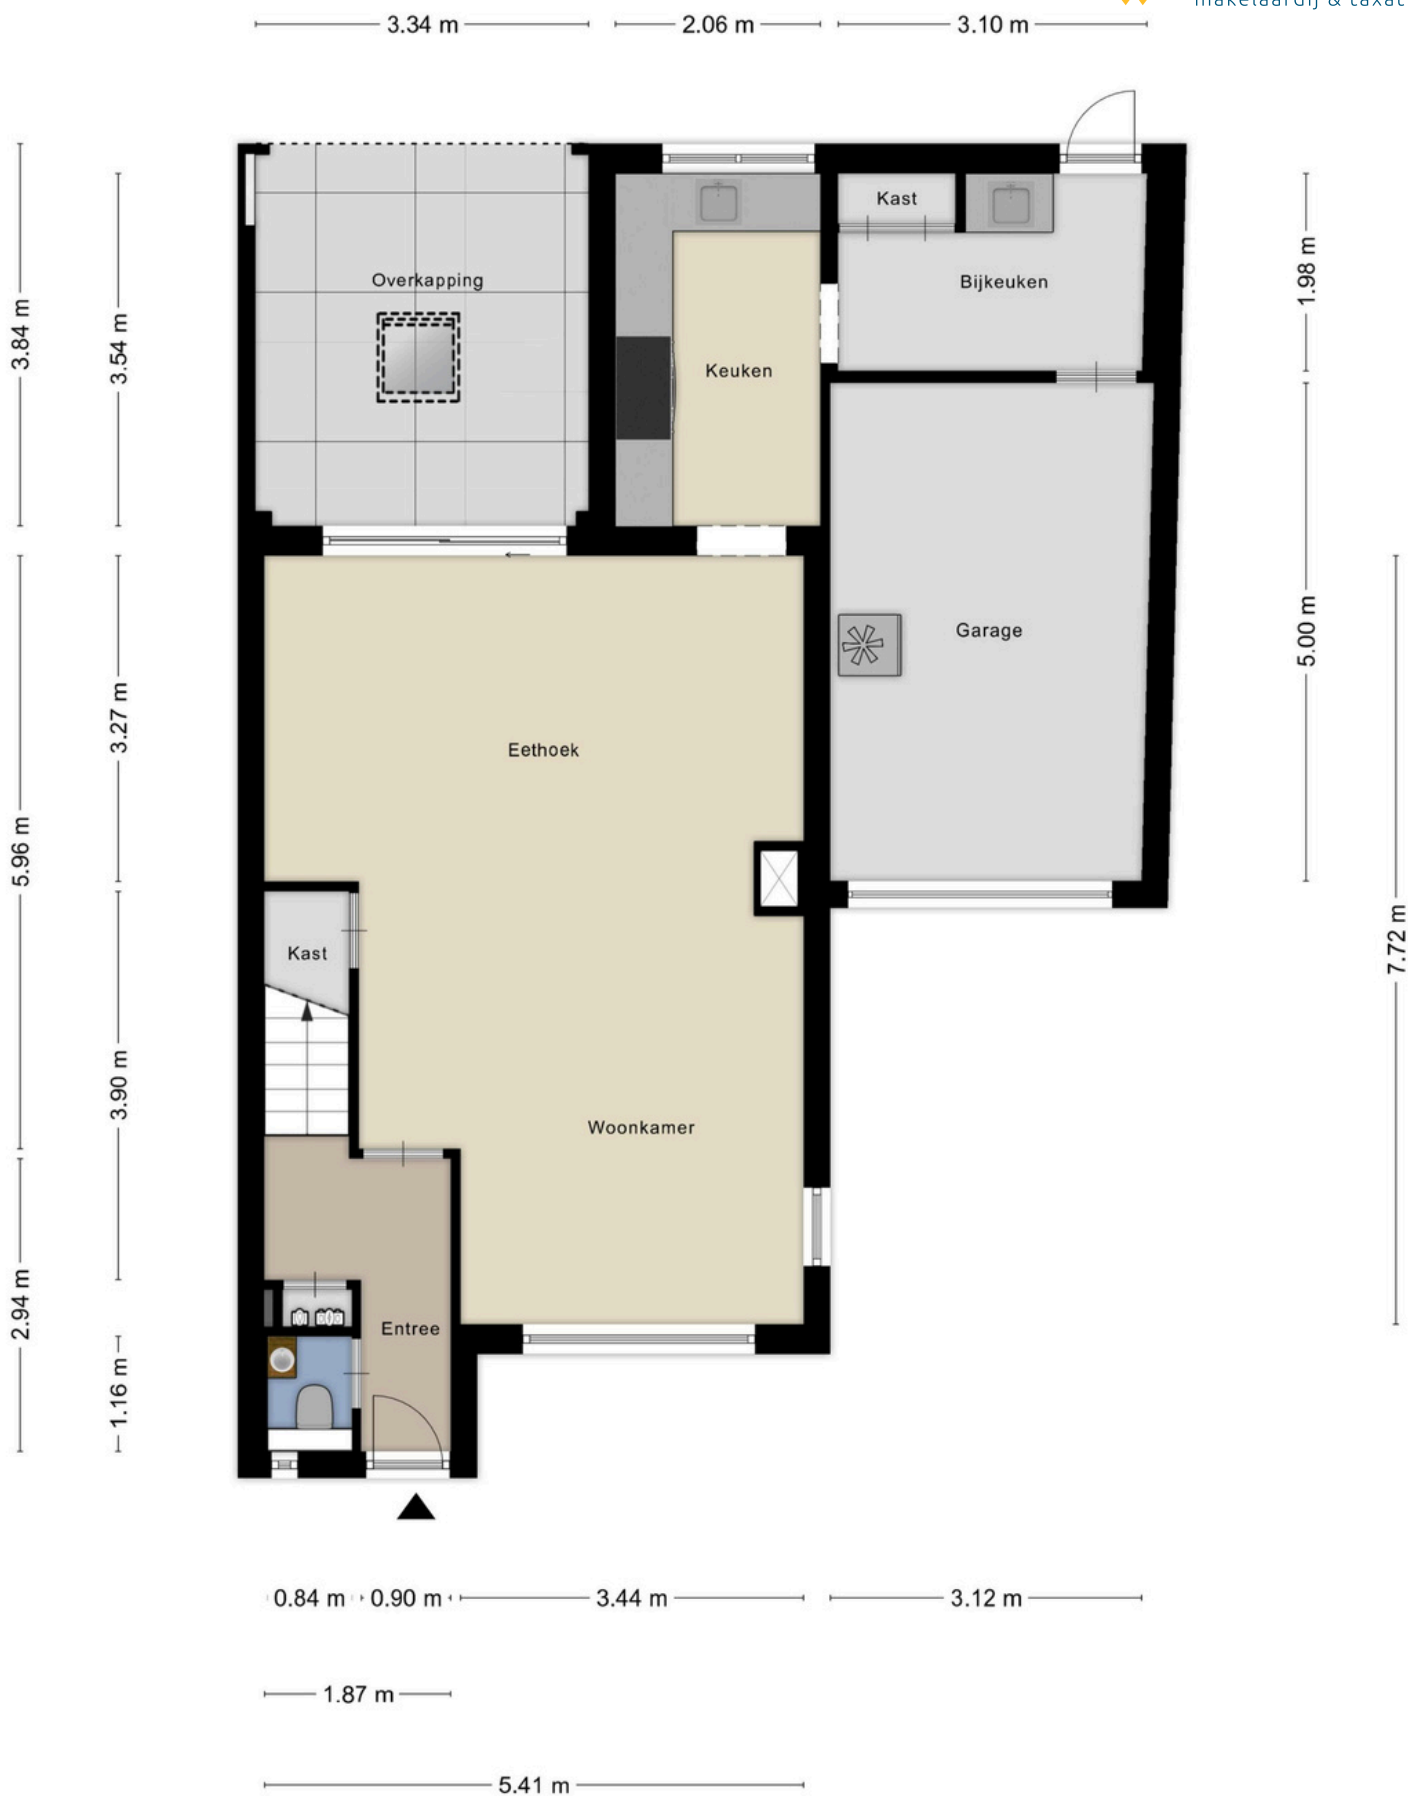 makelaardij & taxat
3.34 m
2.06 m
3.10 m
Kast
Overkapping
Bijkeuken
1.98 m
3.84 m
3.54 m
Keuken
Garage
5.00 m
3.27 m
Eethoek
5.96 m
Kast
7.72 m
3.90 m
Woonkamer
2.94 m
Entree
1.16 m
0.84 m
0.90 m
3.44 m
3.12 m
1.87 m
5.41 m